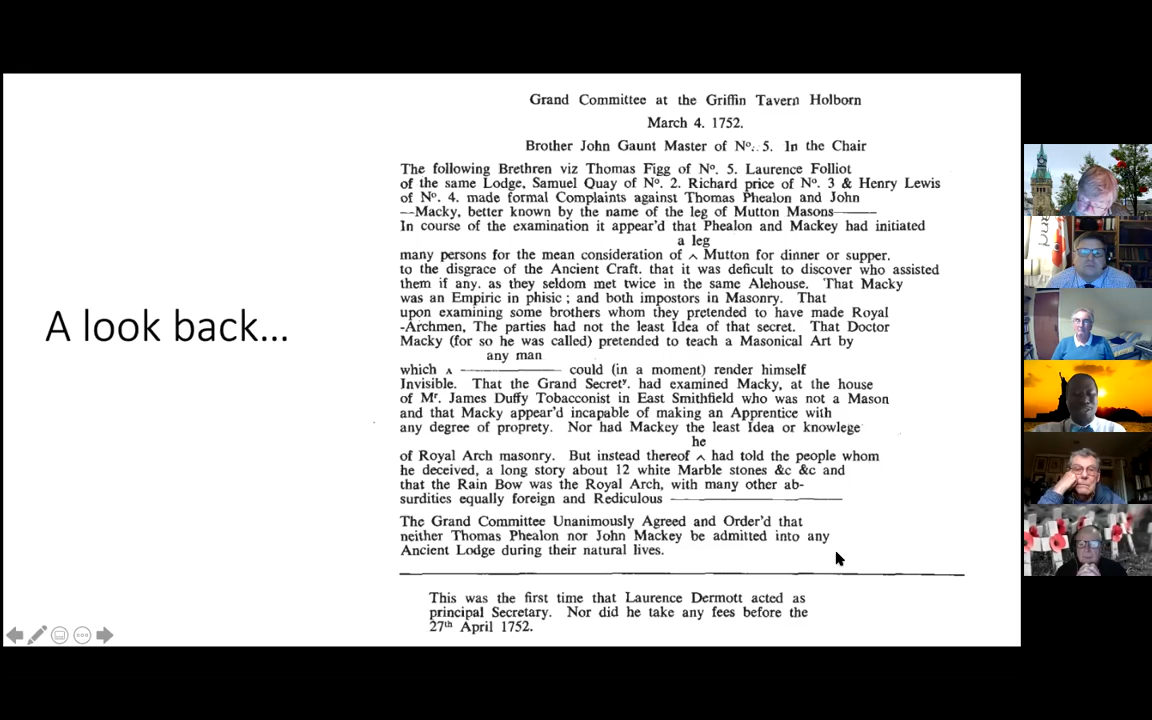 A look back...
Grand Committee at the Griffin Tavern Holborn
March 4. 1752.
Brother John Gaunt Master of Nº. 5. In the Chair
The following Brethren viz Thomas Figg of Nº. 5. Laurence Folliot
of the same Lodge, Samuel Quay of Nº. 2. Richard price of Nº. 3 & Henry Lewis
of Nº. 4. made formal Complaints against Thomas Phealon and John
—Macky, better known by the name of the leg of Mutton Masons———
In course of the examination it appear'd that Phealon and Mackey had initiated
a leg
many persons for the mean consideration of ‸ Mutton for dinner or supper.
to the disgrace of the Ancient Craft. that it was deficult to discover who assisted
them if any. as they seldom met twice in the same Alehouse. That Macky
was an Empiric in phisic ; and both impostors in Masonry. That
upon examining some brothers whom they pretended to have made Royal
-Archmen, The parties had not the least Idea of that secret. That Doctor
Macky (for so he was called) pretended to teach a Masonical Art by
any man
which ‸ ——————— could (in a moment) render himself
Invisible. That the Grand Secretʸ. had examined Macky, at the house
of Mʳ. James Duffy Tobacconist in East Smithfield who was not a Mason
and that Macky appear'd incapable of making an Apprentice with
any degree of proprety. Nor had Mackey the least Idea or knowlege
he
of Royal Arch masonry. But instead thereof ‸ had told the people whom
he deceived, a long story about 12 white Marble stones &c &c and
that the Rain Bow was the Royal Arch, with many other ab-
surdities equally foreign and Rediculous ———————
The Grand Committee Unanimously Agreed and Order'd that
neither Thomas Phealon nor John Mackey be admitted into any
Ancient Lodge during their natural lives.
This was the first time that Laurence Dermott acted as
principal Secretary. Nor did he take any fees before the
27ᵗʰ April 1752.